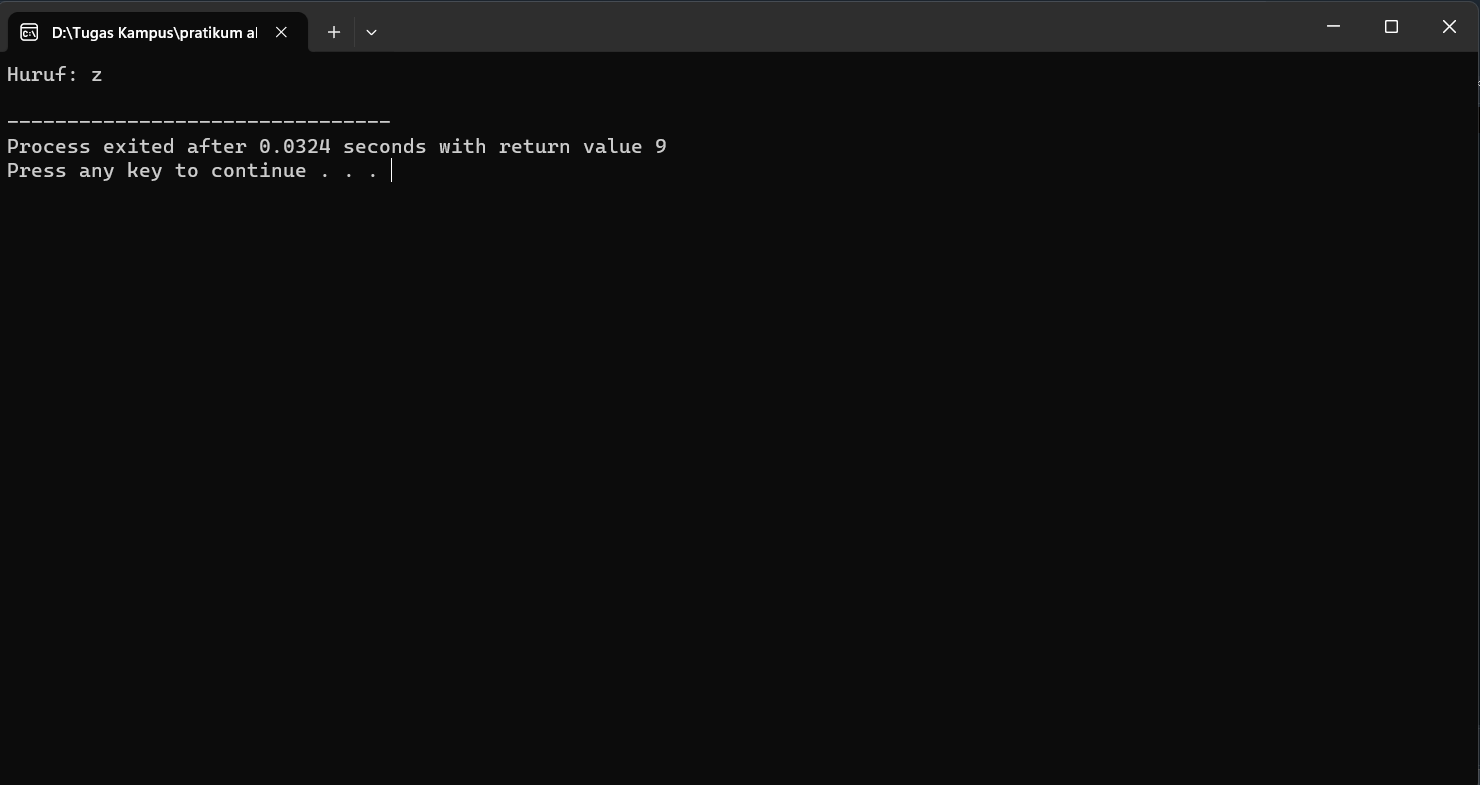 D:\Tugas Kampus\pratikum al
Huruf: z
--------------------------------
Process exited after 0.0324 seconds with return value 9
Press any key to continue . . .